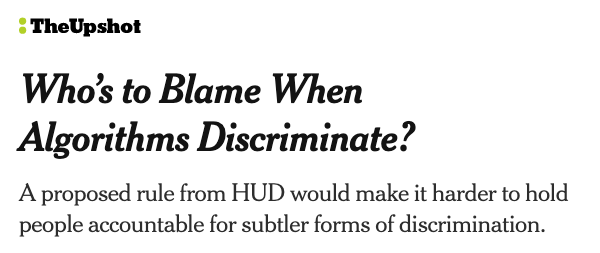 TheUpshot
Who’s to Blame When
Algorithms Discriminate?
A proposed rule from HUD would make it harder to hold
people accountable for subtler forms of discrimination.